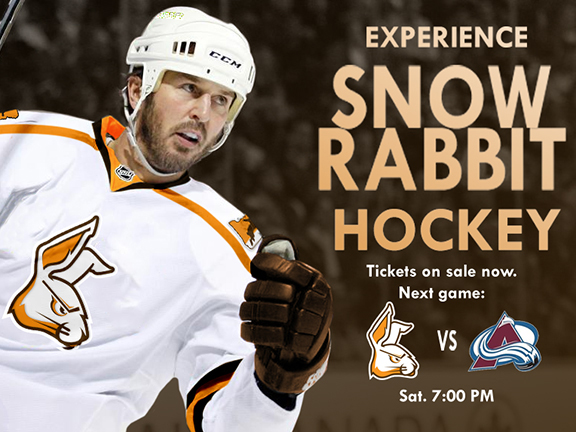 EXPERIENCE
SNOW
RABBIT
HOCKEY
Tickets on sale now.
Next game:
VS
Sat. 7:00 PM
CCM